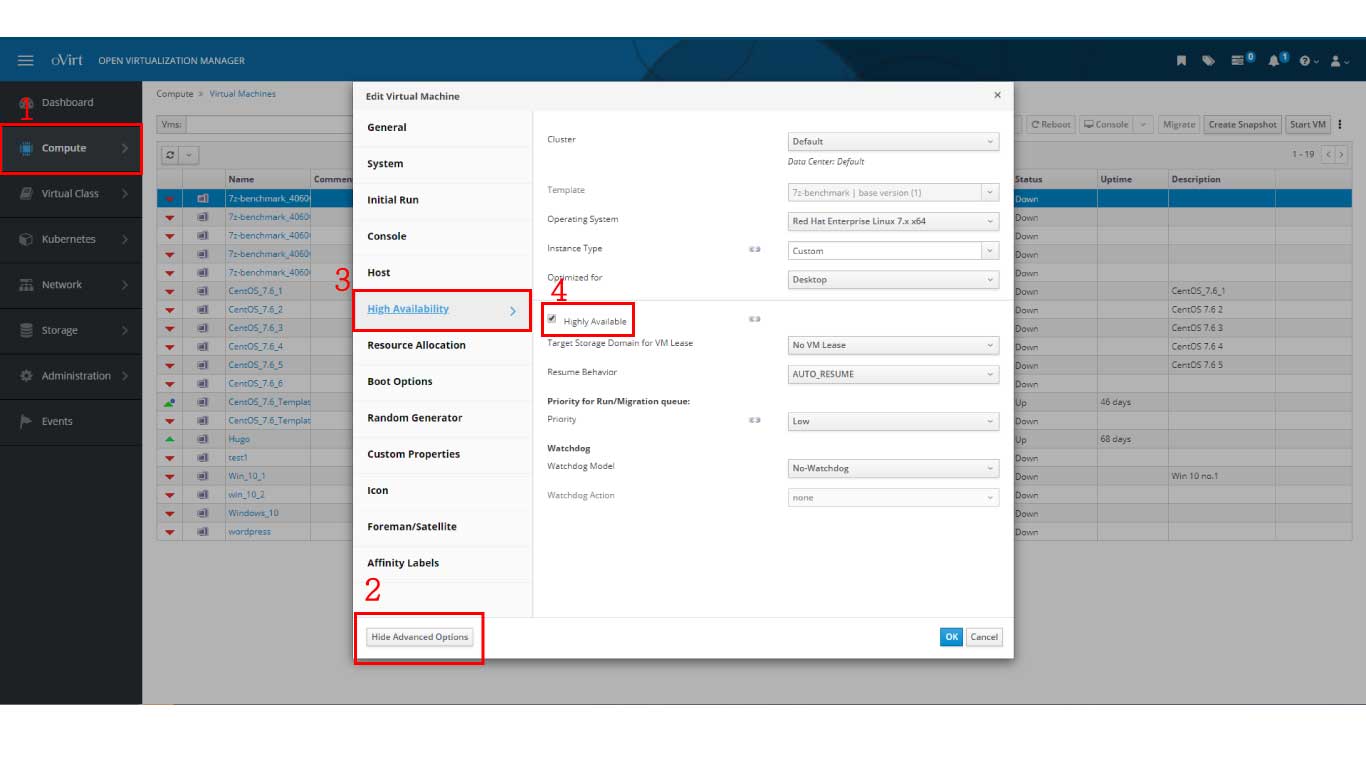 oVirt OPEN VIRTUALIZATION MANAGER
0 1
1
Dashboard
Compute
Virtual Class
Kubernetes
Network
Storage
Administration
Events
Compute > Virtual Machines
Vms:
Reboot Console Migrate Create Snapshot Start VM
1 - 19
Name Commen Status Uptime Description
7z-benchmark_4060 Down
7z-benchmark_4060 Down
7z-benchmark_4060 Down
7z-benchmark_4060 Down
7z-benchmark_4060 Down
CentOS_7.6_1 Down CentOS_7.6_1
CentOS_7.6_2 Down CentOS 7.6 2
CentOS_7.6_3 Down CentOS 7.6 3
CentOS_7.6_4 Down CentOS 7.6 4
CentOS_7.6_5 Down CentOS 7.6 5
CentOS_7.6_6 Down
CentOS_7.6_Templat Up 46 days
CentOS_7.6_Templat Down
Hugo Up 68 days
test1 Down
Win_10_1 Down Win 10 no.1
win_10_2 Down
Windows_10 Down
wordpress Down
Edit Virtual Machine
General
System
Initial Run
Console
Host
3
High Availability
Resource Allocation
Boot Options
Random Generator
Custom Properties
Icon
Foreman/Satellite
Affinity Labels
2
Hide Advanced Options
Cluster Default
Data Center: Default
Template 7z-benchmark | base version (1)
Operating System Red Hat Enterprise Linux 7.x x64
Instance Type Custom
Optimized for Desktop
4
Highly Available
Target Storage Domain for VM Lease No VM Lease
Resume Behavior AUTO_RESUME
Priority for Run/Migration queue:
Priority Low
Watchdog
Watchdog Model No-Watchdog
Watchdog Action none
OK Cancel